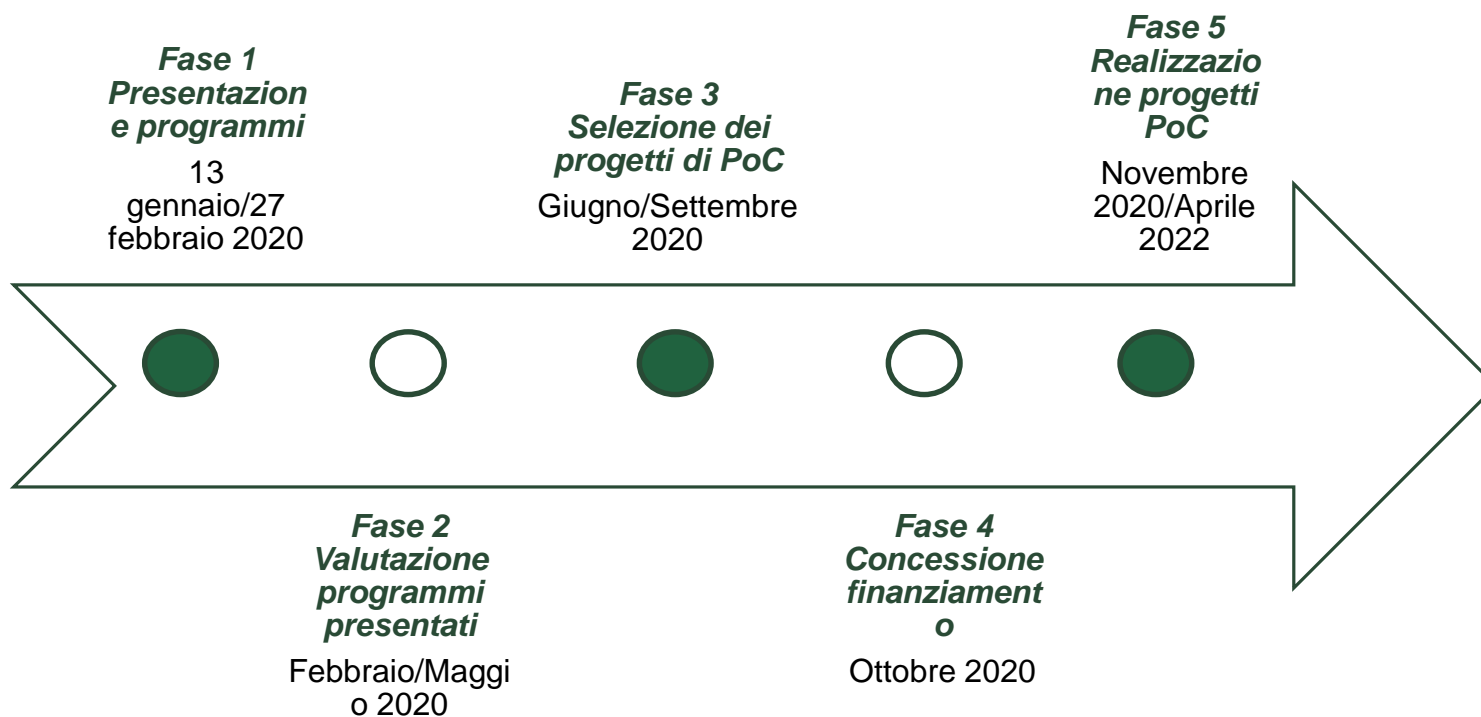 Fase 1
Presentazion
e programmi
13
gennaio/27
febbraio 2020
Fase 2
Valutazione
programmi
presentati
Febbraio/Maggi
o 2020
Fase 3
Selezione dei
progetti di PoC
Giugno/Settembre
2020
Fase 4
Concessione
finanziament
o
Ottobre 2020
Fase 5
Realizzazio
ne progetti
PoC
Novembre
2020/Aprile
2022